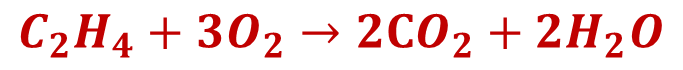 C₂H₄ + 3O₂ → 2CO₂ + 2H₂O